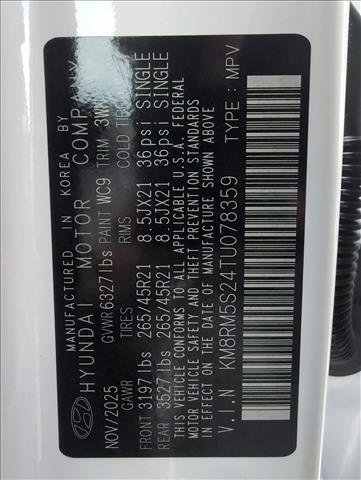 MANUFACTURED IN KOREA BY
HYUNDAI MOTOR COMPANY
NOV/2025 GVWR 6327lbs PAINT WC9 TRIM
GAWR TIRES RIMS COLD TIRE
FRONT 3197lbs 265/45R21 8.5JX21 36psi SINGLE
REAR 3527lbs 265/45R21 8.5JX21 36psi SINGLE
THIS VEHICLE CONFORMS TO ALL APPLICABLE U.S.A. FEDERAL
MOTOR VEHICLE SAFETY AND THEFT PREVENTION STANDARDS
IN EFFECT ON THE DATE OF MANUFACTURE SHOWN ABOVE
V.I.N KM8RM5S24TU078359 TYPE : MPV